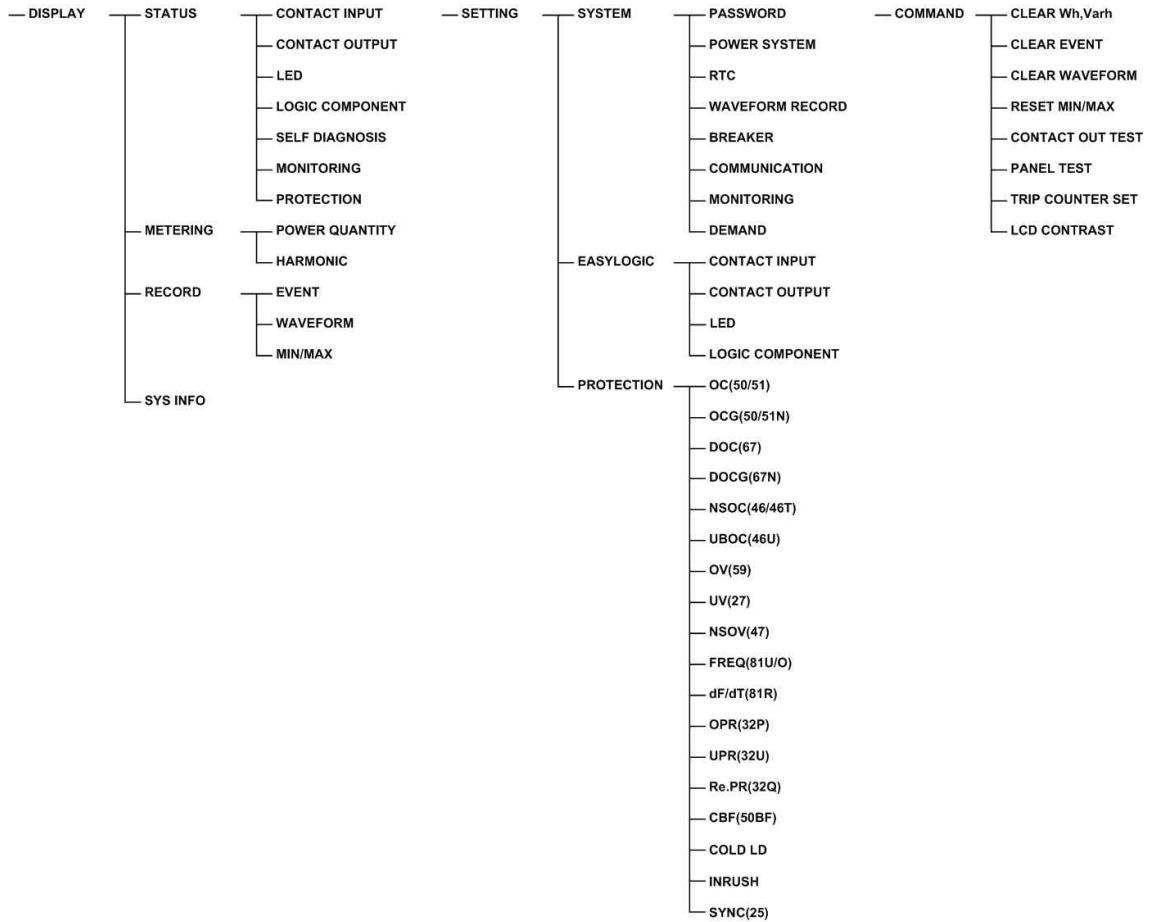 DISPLAY
STATUS
CONTACT INPUT
CONTACT OUTPUT
LED
LOGIC COMPONENT
SELF DIAGNOSIS
MONITORING
PROTECTION
METERING
POWER QUANTITY
HARMONIC
RECORD
EVENT
WAVEFORM
MIN/MAX
SYS INFO
SETTING
SYSTEM
PASSWORD
POWER SYSTEM
RTC
WAVEFORM RECORD
BREAKER
COMMUNICATION
MONITORING
DEMAND
EASYLOGIC
CONTACT INPUT
CONTACT OUTPUT
LED
LOGIC COMPONENT
PROTECTION
OC(50/51)
OCG(50/51N)
DOC(67)
DOCG(67N)
NSOC(46/46T)
UBOC(46U)
OV(59)
UV(27)
NSOV(47)
FREQ(81U/O)
dF/dT(81R)
OPR(32P)
UPR(32U)
Re.PR(32Q)
CBF(50BF)
COLD LD
INRUSH
SYNC(25)
COMMAND
CLEAR Wh,Varh
CLEAR EVENT
CLEAR WAVEFORM
RESET MIN/MAX
CONTACT OUT TEST
PANEL TEST
TRIP COUNTER SET
LCD CONTRAST